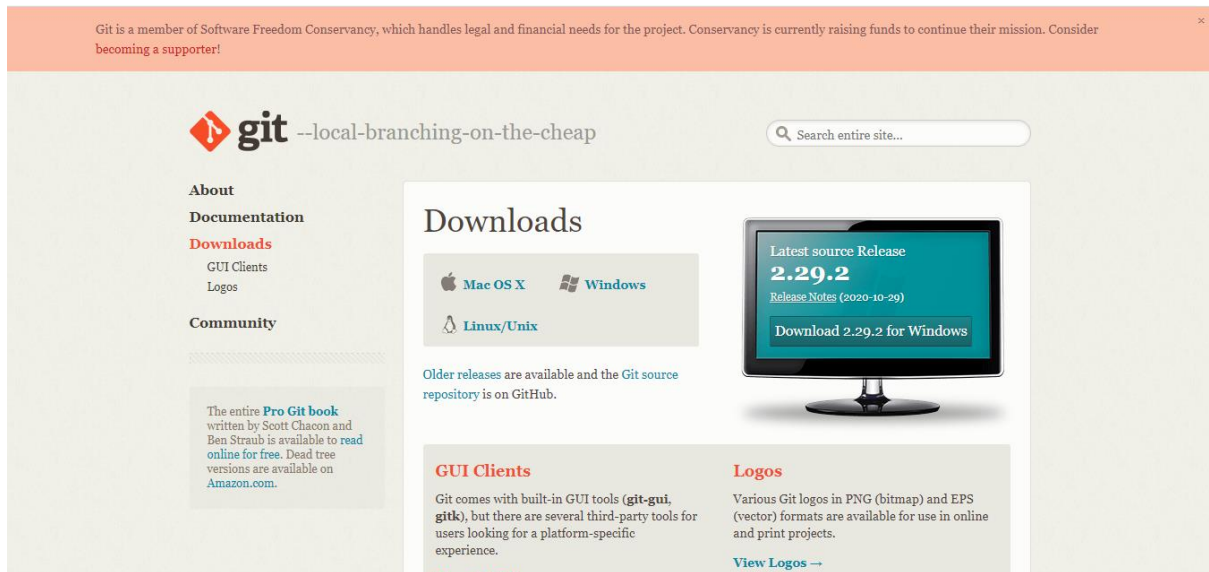 Git is a member of Software Freedom Conservancy, which handles legal and financial needs for the project. Conservancy is currently raising funds to continue their mission. Consider
becoming a supporter!
×
git --local-branching-on-the-cheap
Search entire site...
About
Documentation
Downloads
GUI Clients
Logos
Community
The entire Pro Git book
written by Scott Chacon and
Ben Straub is available to read
online for free. Dead tree
versions are available on
Amazon.com.
Downloads
Mac OS X
Windows
Linux/Unix
Older releases are available and the Git source
repository is on GitHub.
Latest source Release
2.29.2
Release Notes (2020-10-29)
Download 2.29.2 for Windows
GUI Clients
Git comes with built-in GUI tools (git-gui,
gitk), but there are several third-party tools for
users looking for a platform-specific
experience.
Logos
Various Git logos in PNG (bitmap) and EPS
(vector) formats are available for use in online
and print projects.
View Logos →